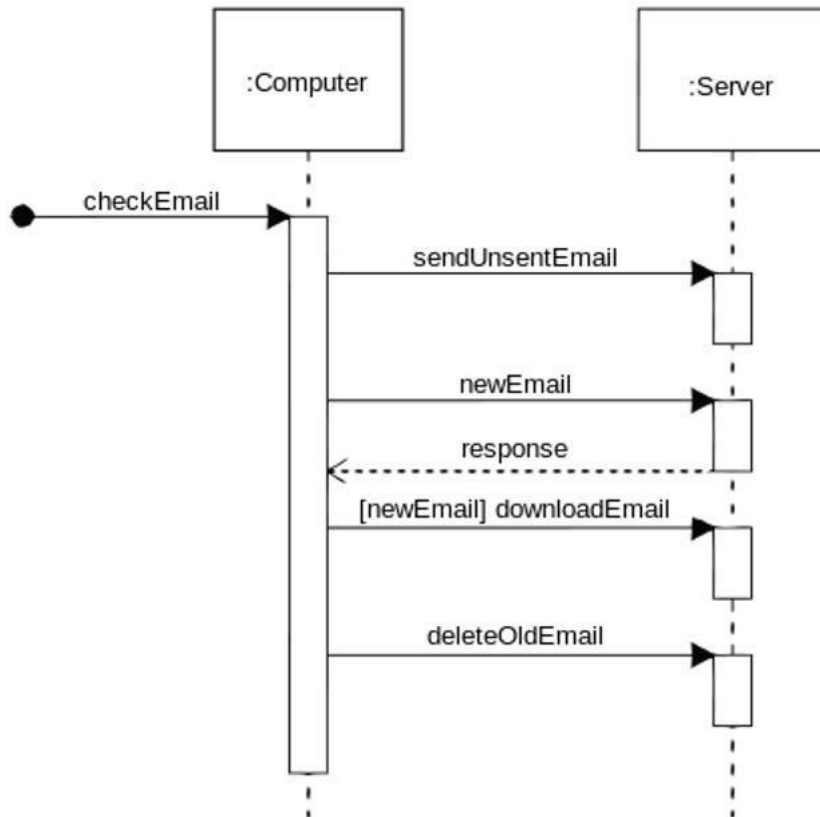 :Computer
:Server
checkEmail
sendUnsentEmail
newEmail
response
[newEmail] downloadEmail
deleteOldEmail